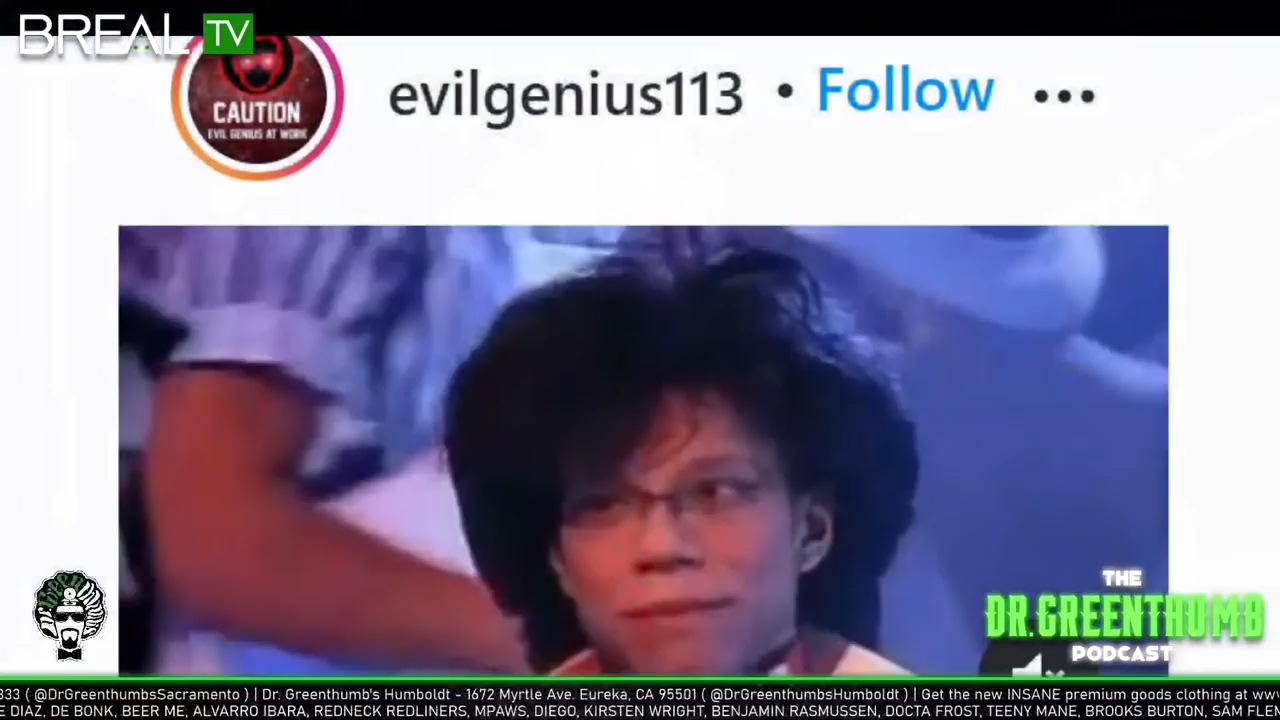 BREAL TV
CAUTION
EVIL GENIUS AT WORK
evilgenius113 • Follow •••
THE
DR.GREENTHUMB
PODCAST
333 ( @DrGreenthumbsSacramento ) | Dr. Greenthumb's Humboldt - 1672 Myrtle Ave. Eureka, CA 95501 ( @DrGreenthumbsHumboldt ) | Get the new INSANE premium goods clothing at www
E DIAZ, DE BONK, BEER ME, ALVARRO IBARA, REDNECK REDLINERS, MPAWS, DIEGO, KIRSTEN WRIGHT, BENJAMIN RASMUSSEN, DOCTA FROST, TEENY MANE, BROOKS BURTON, SAM FLEM